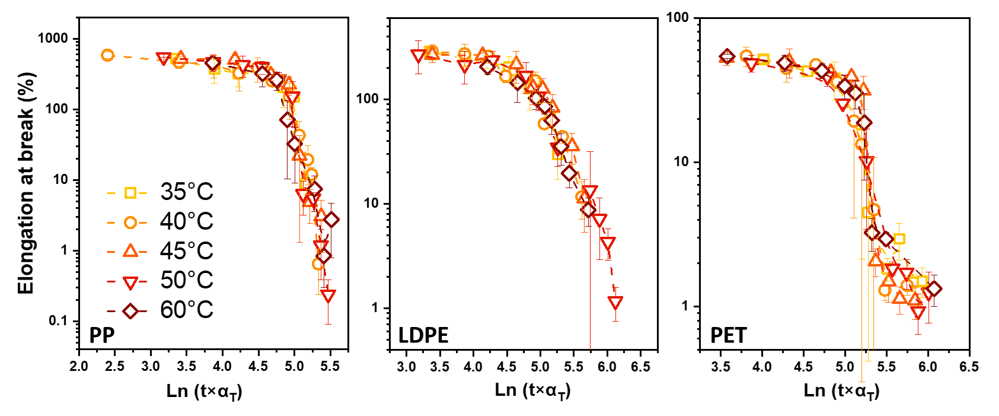 Elongation at break (%)
1000
100
10
1
0.1
35°C
40°C
45°C
50°C
60°C
PP
2.0 2.5 3.0 3.5 4.0 4.5 5.0 5.5
Ln (t×αT)
100
10
1
LDPE
3.0 3.5 4.0 4.5 5.0 5.5 6.0 6.5
Ln (t×αT)
100
10
1
PET
3.5 4.0 4.5 5.0 5.5 6.0 6.5
Ln (t×αT)